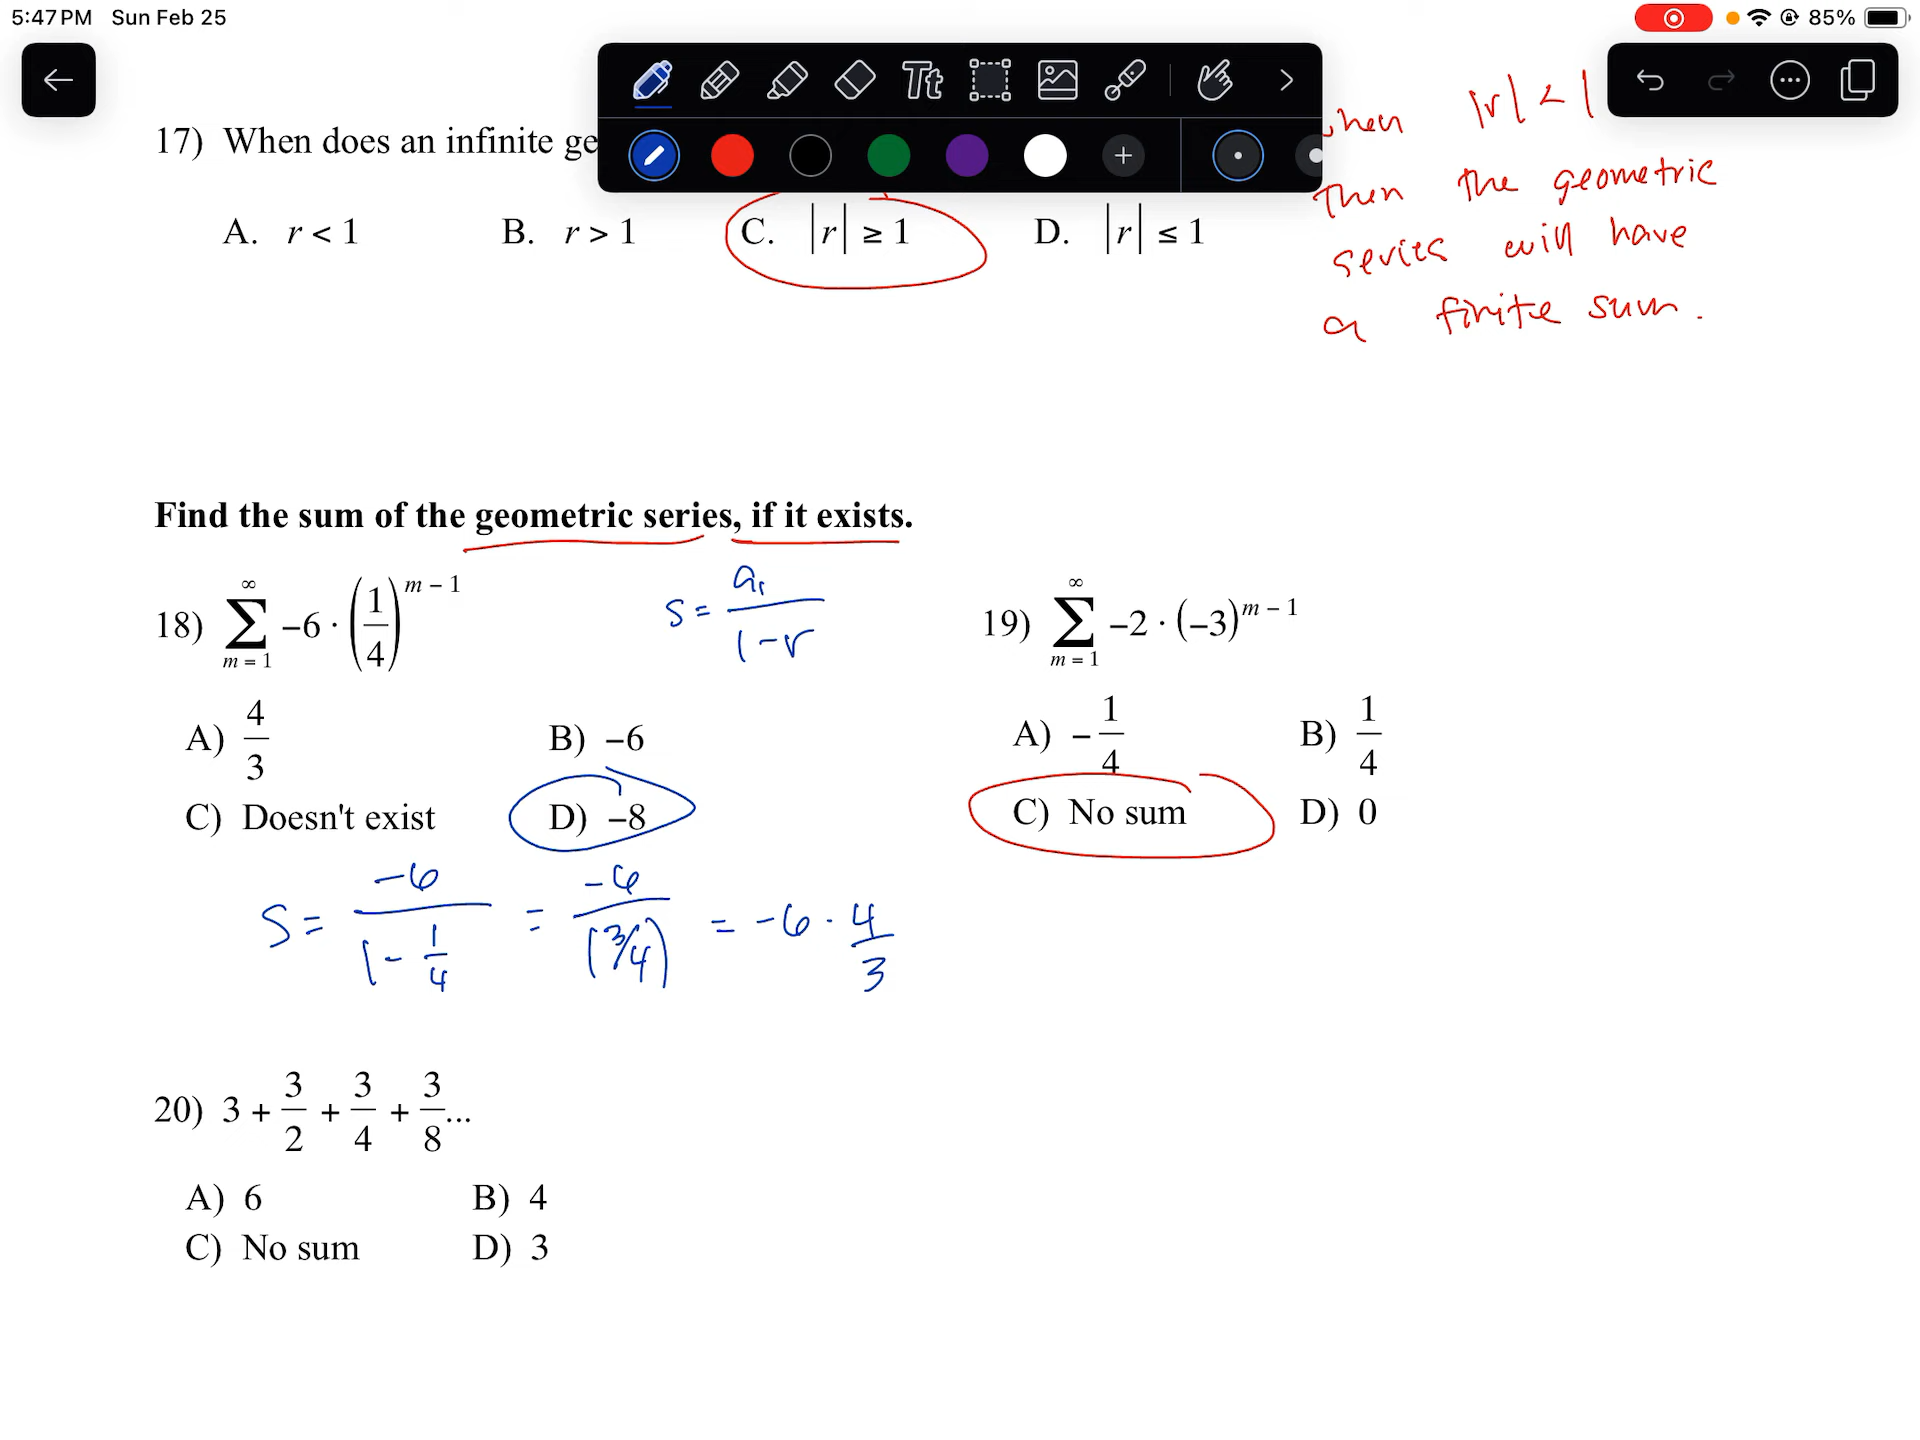 5:47 PM Sun Feb 25
85%
Tt
when |r| < 1
17) When does an infinite ge
then the geometric
A. r < 1 B. r > 1 C. |r| ≥ 1 D. |r| ≤ 1
series will have
a finite sum.
Find the sum of the geometric series, if it exists.
18) ∞ ∑ m = 1 −6 · (1/4)^(m − 1)
S = a₁/(1 − r)
19) ∞ ∑ m = 1 −2 · (−3)^(m − 1)
A) 4/3 B) −6
A) −1/4 B) 1/4
C) Doesn't exist D) −8
C) No sum D) 0
S = −6/(1 − 1/4) = −6/(3/4) = −6 · 4/3
20) 3 + 3/2 + 3/4 + 3/8...
A) 6 B) 4
C) No sum D) 3